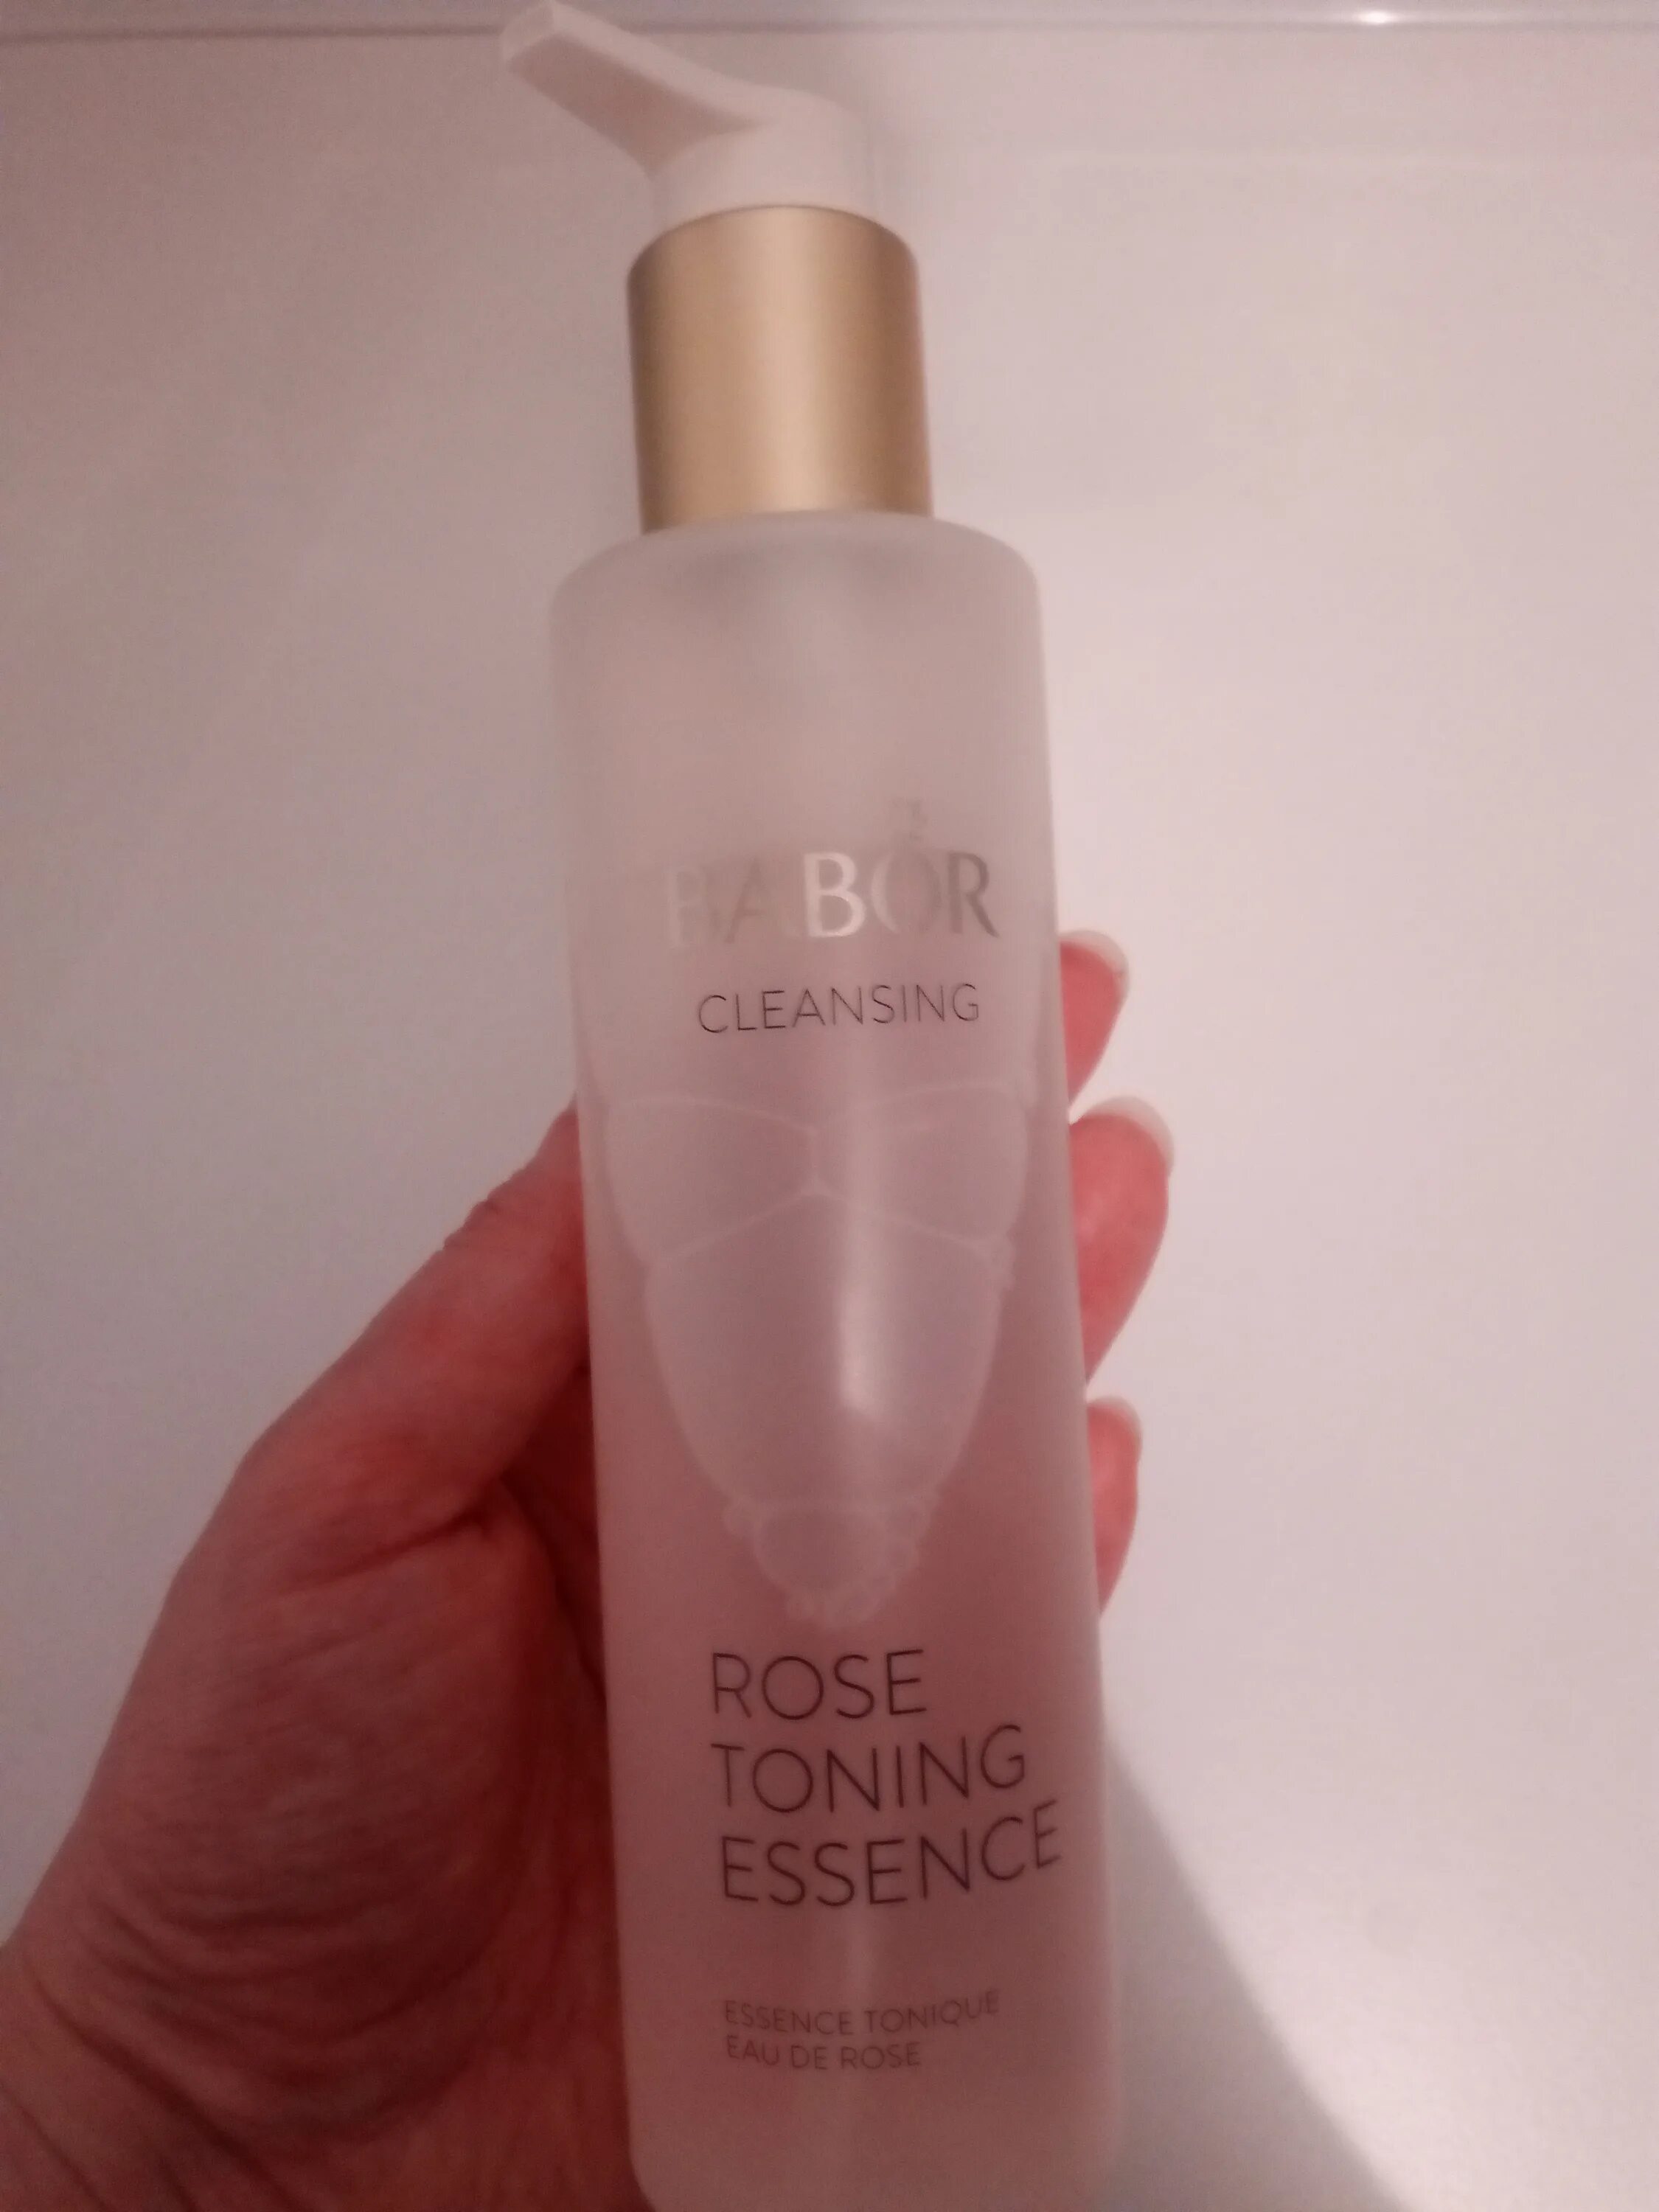 BABOR
CLEANSING
ROSE
TONING
ESSENCE
ESSENCE TONIQUE
EAU DE ROSE